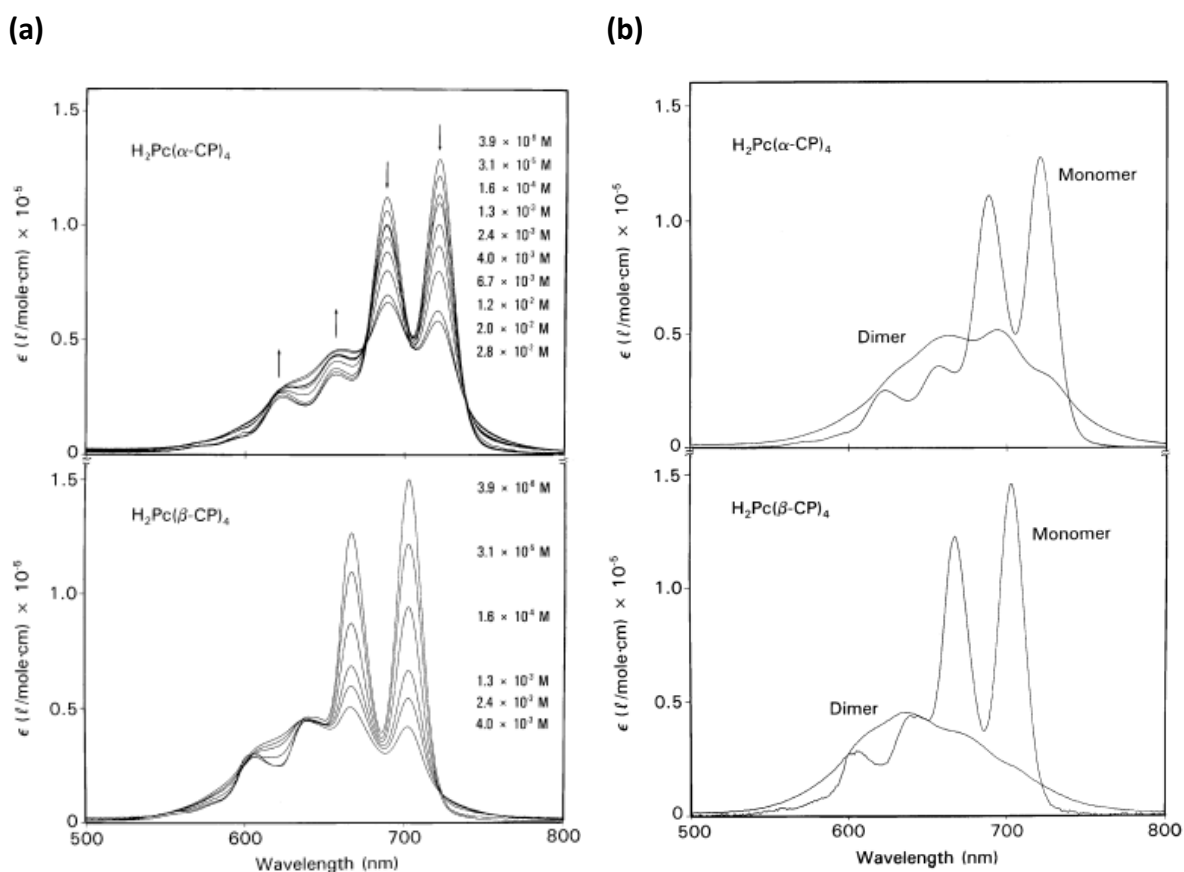 (a)
ϵ (ℓ/mole·cm) × 10⁻⁵
1.5
1.0
0.5
0
H₂Pc(α-CP)₄
3.9 × 10⁻⁶ M
3.1 × 10⁻⁵ M
1.6 × 10⁻⁴ M
1.3 × 10⁻³ M
2.4 × 10⁻³ M
4.0 × 10⁻³ M
6.7 × 10⁻³ M
1.2 × 10⁻² M
2.0 × 10⁻² M
2.8 × 10⁻² M
ϵ (ℓ/mole·cm) × 10⁻⁵
1.5
1.0
0.5
0
H₂Pc(β-CP)₄
3.9 × 10⁻⁶ M
3.1 × 10⁻⁵ M
1.6 × 10⁻⁴ M
1.3 × 10⁻³ M
2.4 × 10⁻³ M
4.0 × 10⁻³ M
500 600 700 800
Wavelength (nm)
(b)
ϵ (ℓ/mole·cm) × 10⁻⁵
1.5
1.0
0.5
0
H₂Pc(α-CP)₄
Monomer
Dimer
ϵ (ℓ/mole·cm) × 10⁻⁵
1.5
1.0
0.5
0
H₂Pc(β-CP)₄
Monomer
Dimer
500 600 700 800
Wavelength (nm)